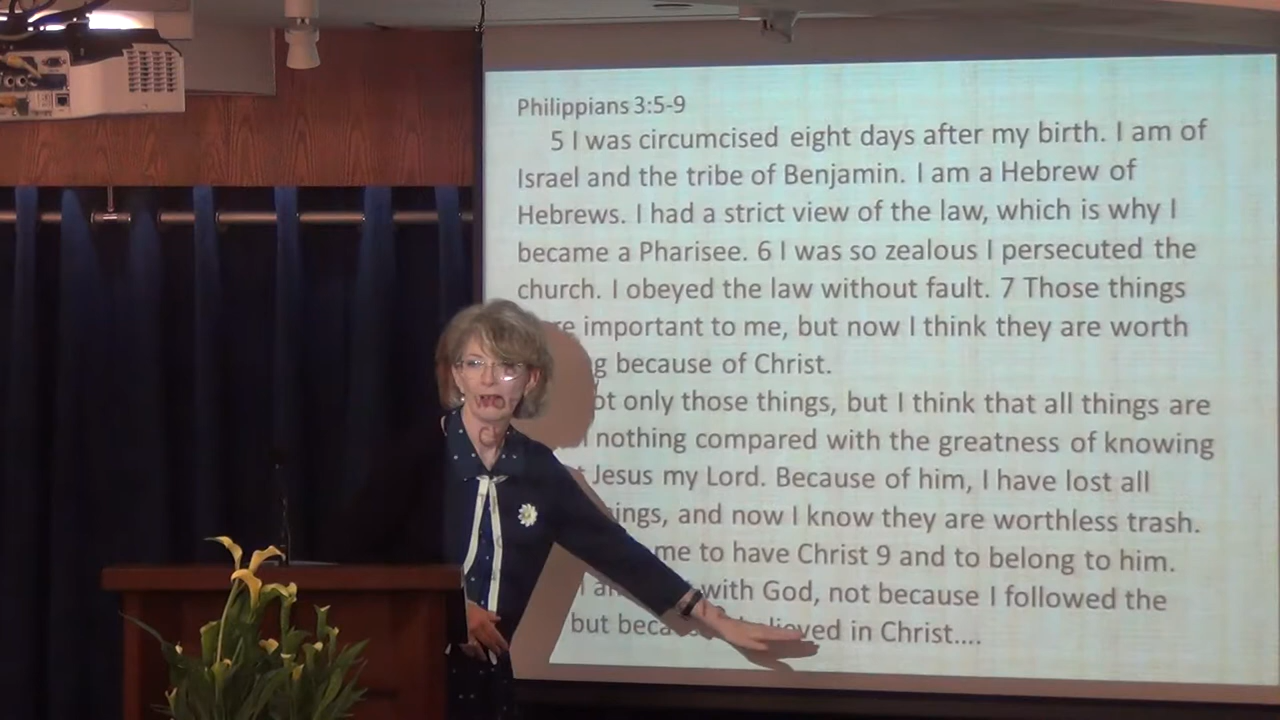 Philippians 3:5-9
5 I was circumcised eight days after my birth. I am of
Israel and the tribe of Benjamin. I am a Hebrew of
Hebrews. I had a strict view of the law, which is why I
became a Pharisee. 6 I was so zealous I persecuted the
church. I obeyed the law without fault. 7 Those things
important to me, but now I think they are worth
because of Christ.
only those things, but I think that all things are
nothing compared with the greatness of knowing
Jesus my Lord. Because of him, I have lost all
and now I know they are worthless trash.
me to have Christ 9 and to belong to him.
with God, not because I followed the
but in Christ....